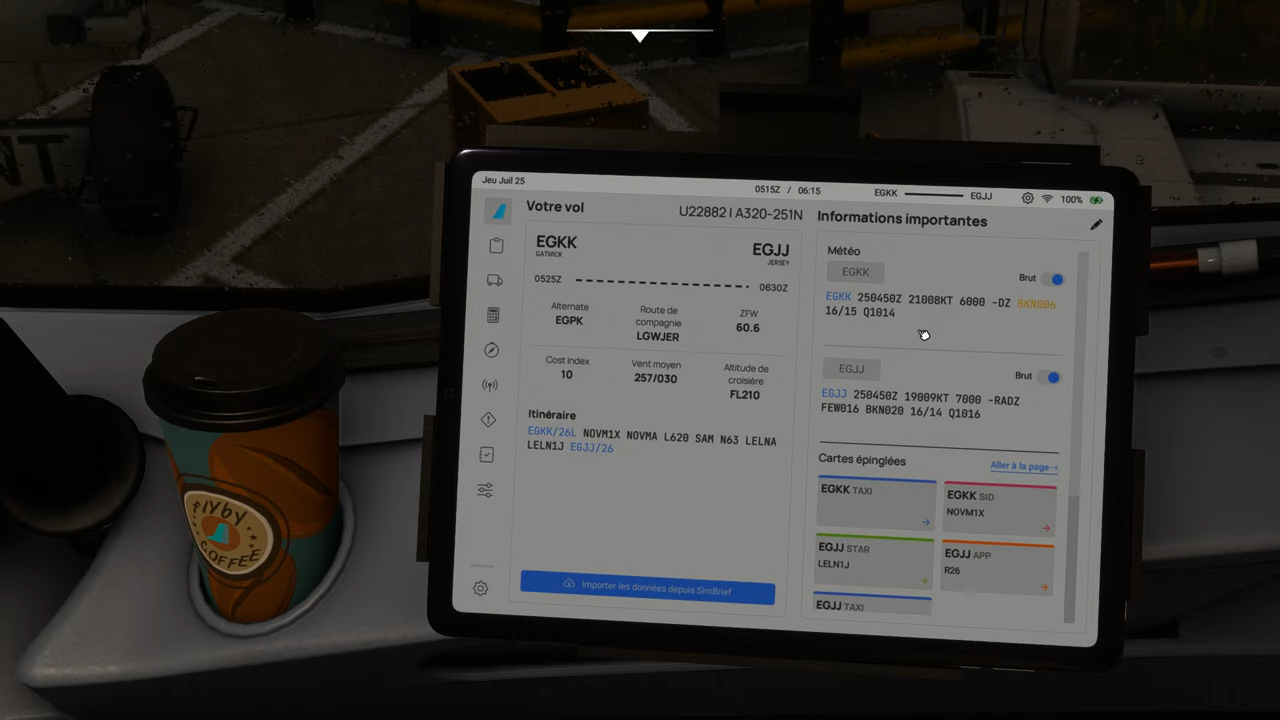 NT
flyby
COFFEE
Jeu Juil 25
0515Z / 06:15
EGKK
EGJJ
100%
Votre vol
U22882 | A320-251N
EGKK
GATWICK
EGJJ
JERSEY
0525Z
0630Z
Alternate
EGPK
Route de
compagnie
LGWJER
ZFW
60.6
Cost Index
10
Vent moyen
257/030
Altitude de
croisière
FL210
Itinéraire
EGKK/26L NOVM1X NOVMA L620 SAM N63 LELNA
LELN1J EGJJ/26
Importer les données depuis SimBrief
Informations importantes
Météo
EGKK
Brut
EGKK 250450Z 21008KT 6000 -DZ BKN006
16/15 Q1014
EGJJ
Brut
EGJJ 250450Z 19009KT 7000 -RADZ
FEW016 BKN020 16/14 Q1016
Cartes épinglées
Aller à la page
EGKK TAXI
EGKK SID
NOVM1X
EGJJ STAR
LELN1J
EGJJ APP
R26
EGJJ TAXI